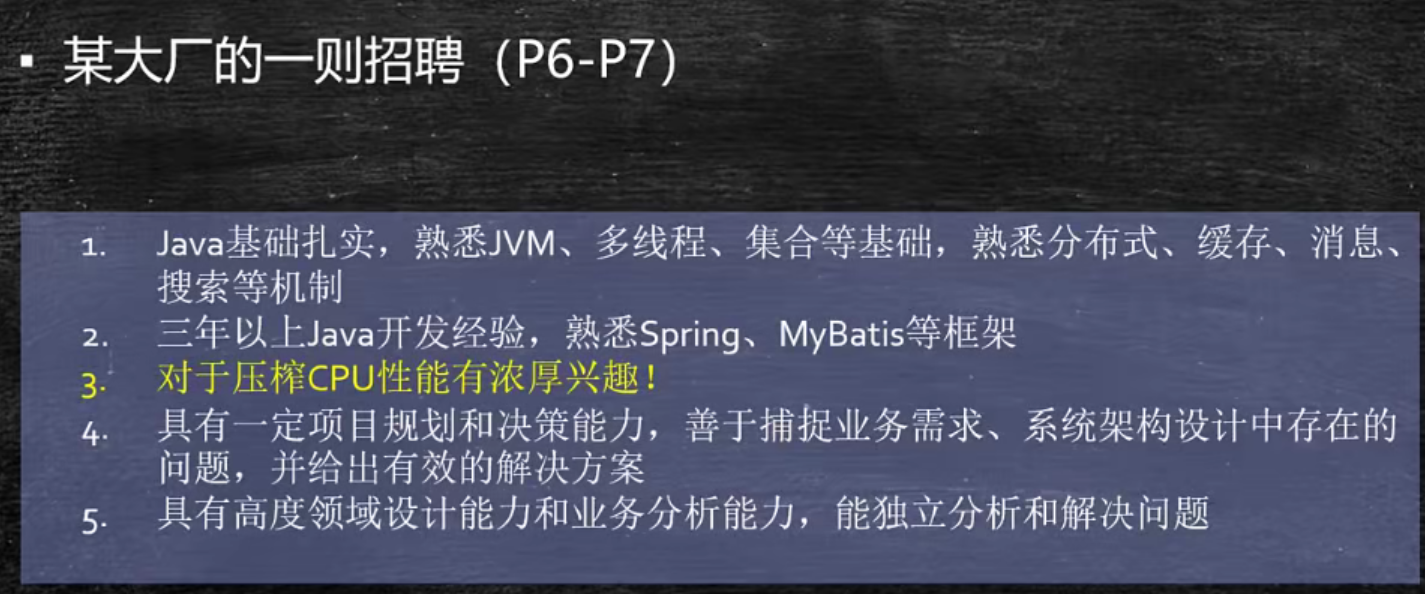 ▪ 某大厂的一则招聘（P6-P7）
1. Java基础扎实，熟悉JVM、多线程、集合等基础，熟悉分布式、缓存、消息、
搜索等机制
2. 三年以上Java开发经验，熟悉Spring、MyBatis等框架
3. 对于压榨CPU性能有浓厚兴趣！
4. 具有一定项目规划和决策能力，善于捕捉业务需求、系统架构设计中存在的
问题，并给出有效的解决方案
5. 具有高度领域设计能力和业务分析能力，能独立分析和解决问题